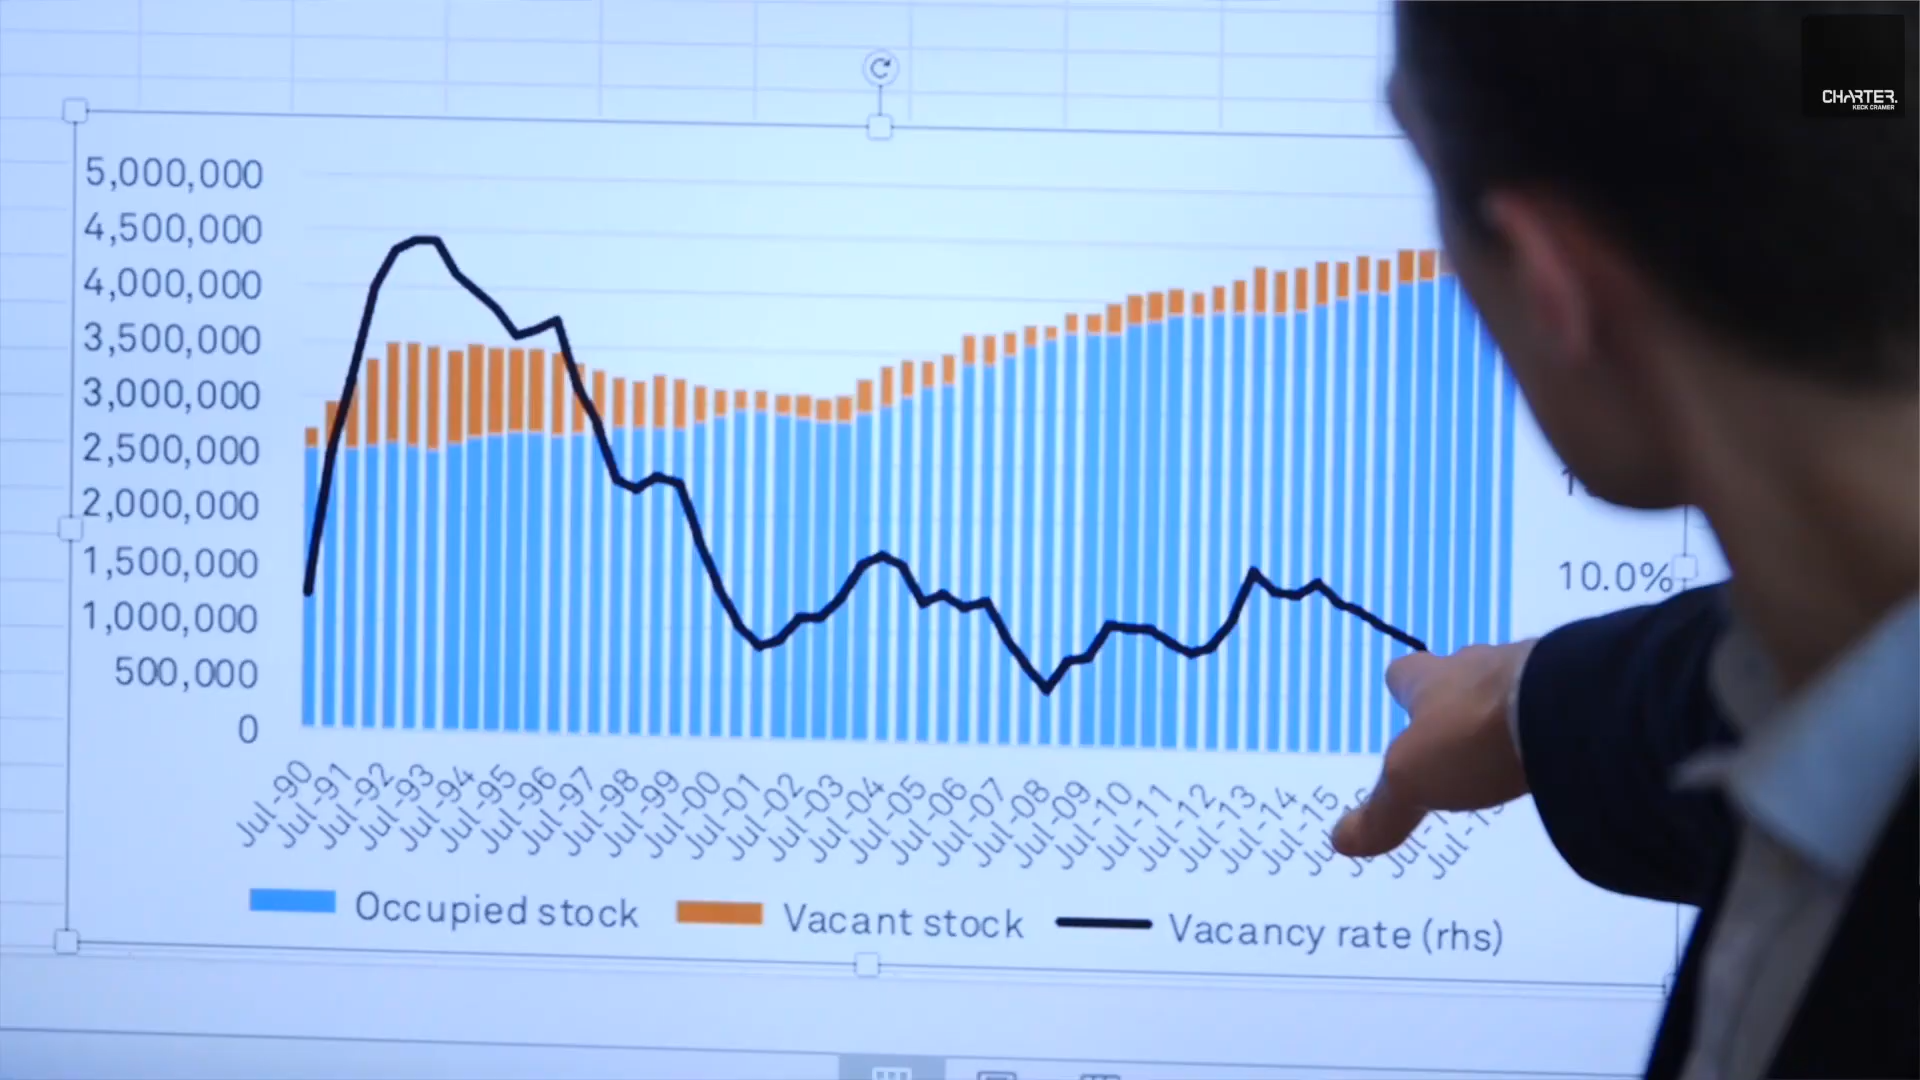 CHARTER.
KECK CRAMER
5,000,000
4,500,000
4,000,000
3,500,000
3,000,000
2,500,000
2,000,000
1,500,000
1,000,000
500,000
0
10.0%
Jul-90
Jul-91
Jul-92
Jul-93
Jul-94
Jul-95
Jul-96
Jul-97
Jul-98
Jul-99
Jul-00
Jul-01
Jul-02
Jul-03
Jul-04
Jul-05
Jul-06
Jul-07
Jul-08
Jul-09
Jul-10
Jul-11
Jul-12
Jul-13
Jul-14
Jul-15
Occupied stock Vacant stock Vacancy rate (rhs)